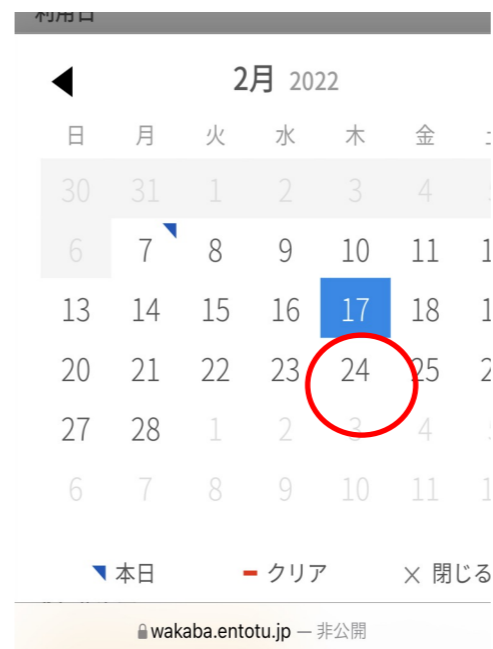 利用日
2月 2022
日 月 火 水 木 金
30 31 1 2 3 4
6 7 8 9 10 11
13 14 15 16 17 18
20 21 22 23 24 25
27 28 1 2 3 4
6 7 8 9 10 11
本日 クリア × 閉じる
wakaba.entotu.jp — 非公開